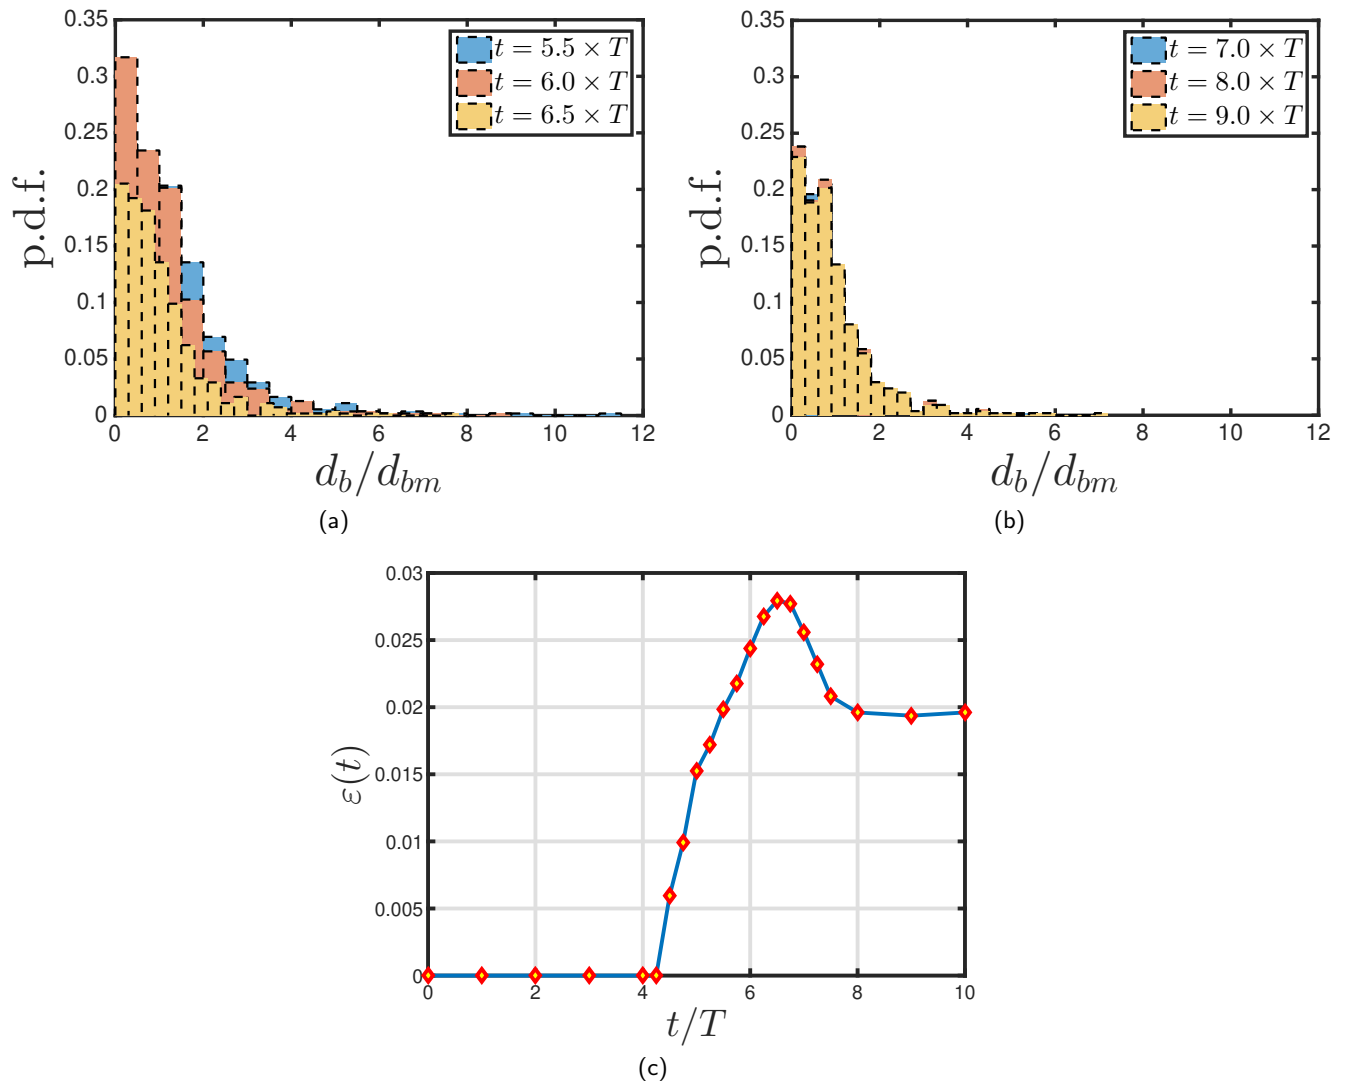 0.35
0.3
0.25
0.2
0.15
0.1
0.05
0
p.d.f.
t = 5.5 × T
t = 6.0 × T
t = 6.5 × T
0 2 4 6 8 10 12
d_b/d_{bm}
(a)
0.35
0.3
0.25
0.2
0.15
0.1
0.05
0
p.d.f.
t = 7.0 × T
t = 8.0 × T
t = 9.0 × T
0 2 4 6 8 10 12
d_b/d_{bm}
(b)
0.03
0.025
0.02
0.015
0.01
0.005
0
ε(t)
0 2 4 6 8 10
t/T
(c)